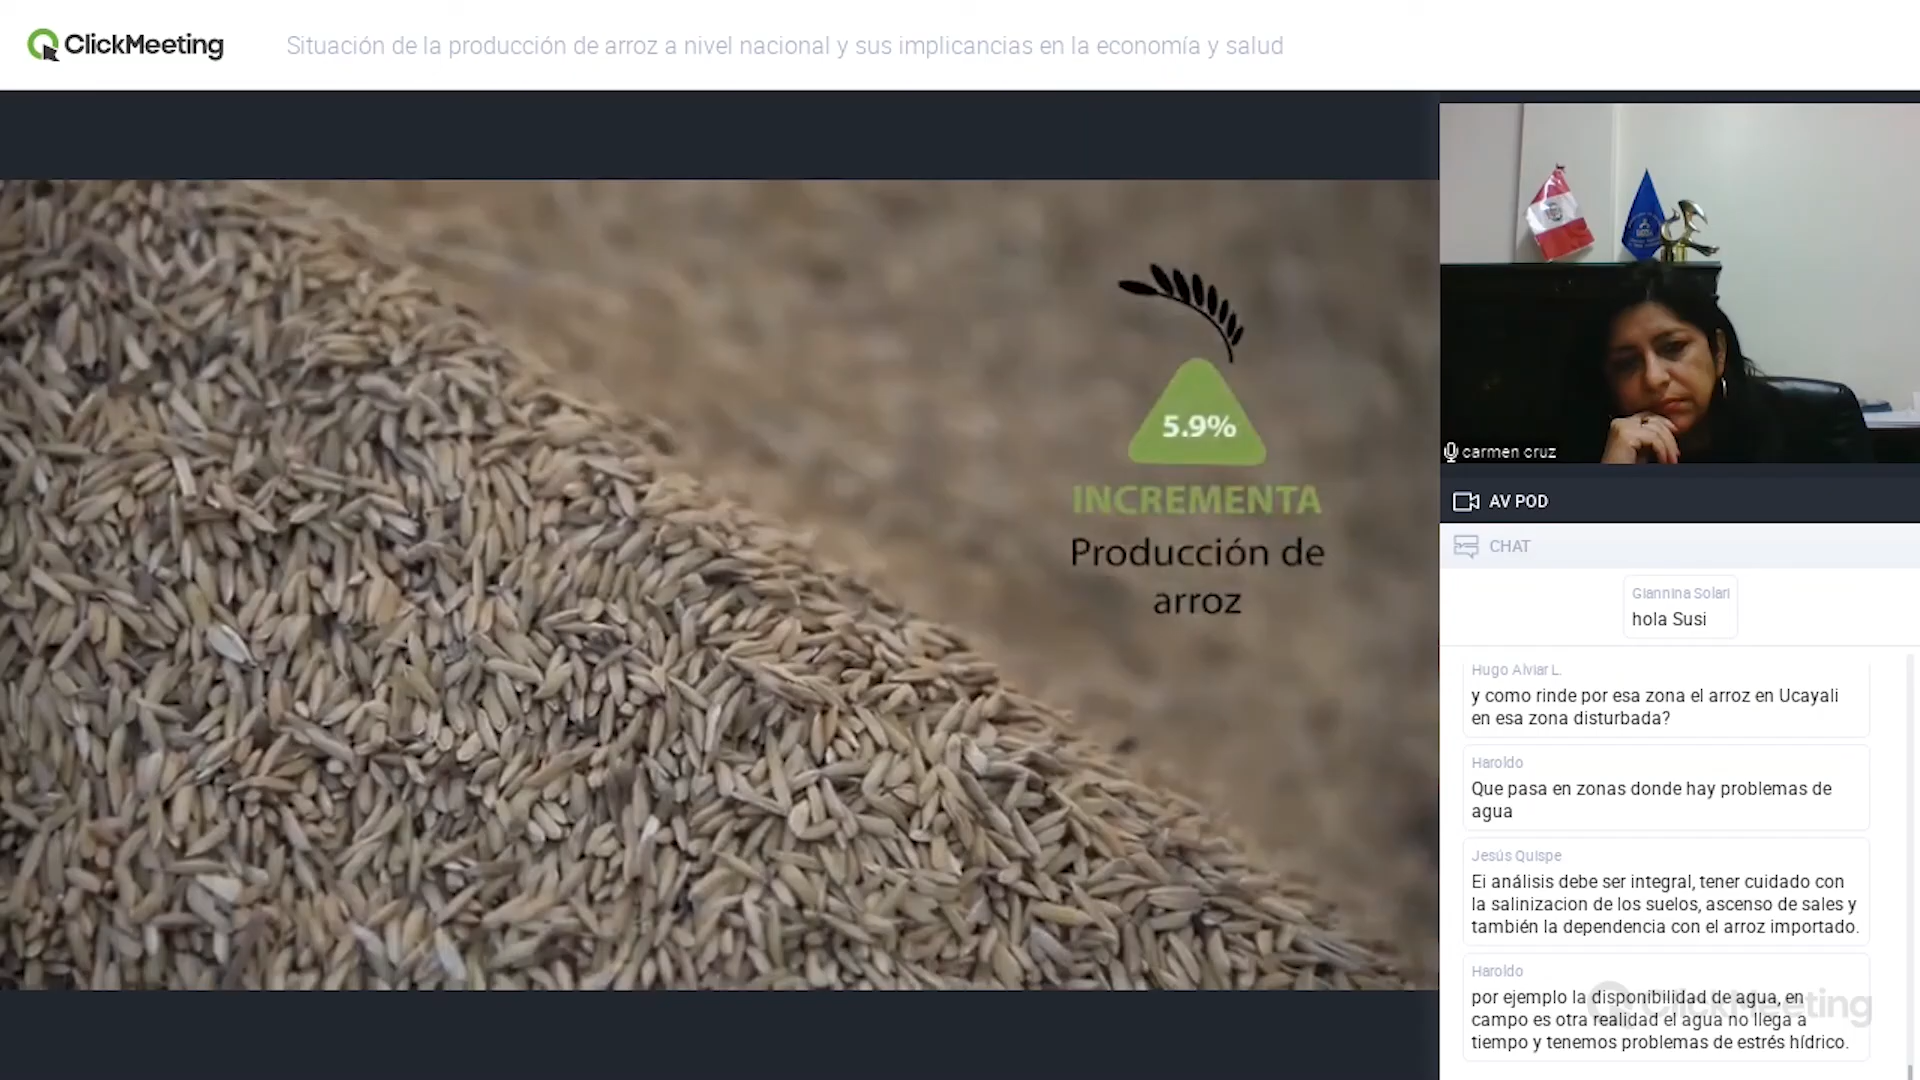 ClickMeeting
Situación de la producción de arroz a nivel nacional y sus implicancias en la economía y salud
5.9%
INCREMENTA
Producción de
arroz
carmen cruz
AV POD
CHAT
Giannina Solari
hola Susi
Hugo Alviar L.
y como rinde por esa zona el arroz en Ucayali
en esa zona disturbada?
Haroldo
Que pasa en zonas donde hay problemas de
agua
Jesús Quispe
Ei análisis debe ser integral, tener cuidado con
la salinizacion de los suelos, ascenso de sales y
también la dependencia con el arroz importado.
Haroldo
por ejemplo la disponibilidad de agua, en
campo es otra realidad el agua no llega a
tiempo y tenemos problemas de estrés hídrico.
ClickMeeting